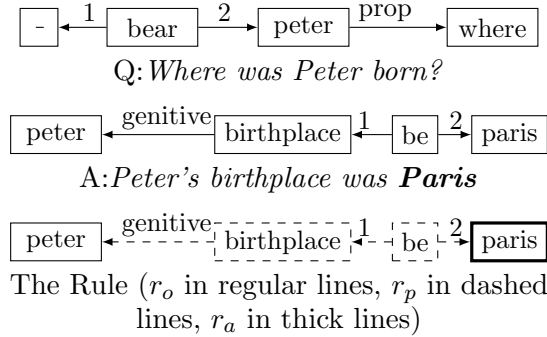 1 2 prop
- bear peter where
Q:Where was Peter born?
genitive 1 2
peter birthplace be paris
A:Peter's birthplace was Paris
genitive 1 2
peter birthplace be paris
The Rule (r_o in regular lines, r_p in dashed
lines, r_a in thick lines)